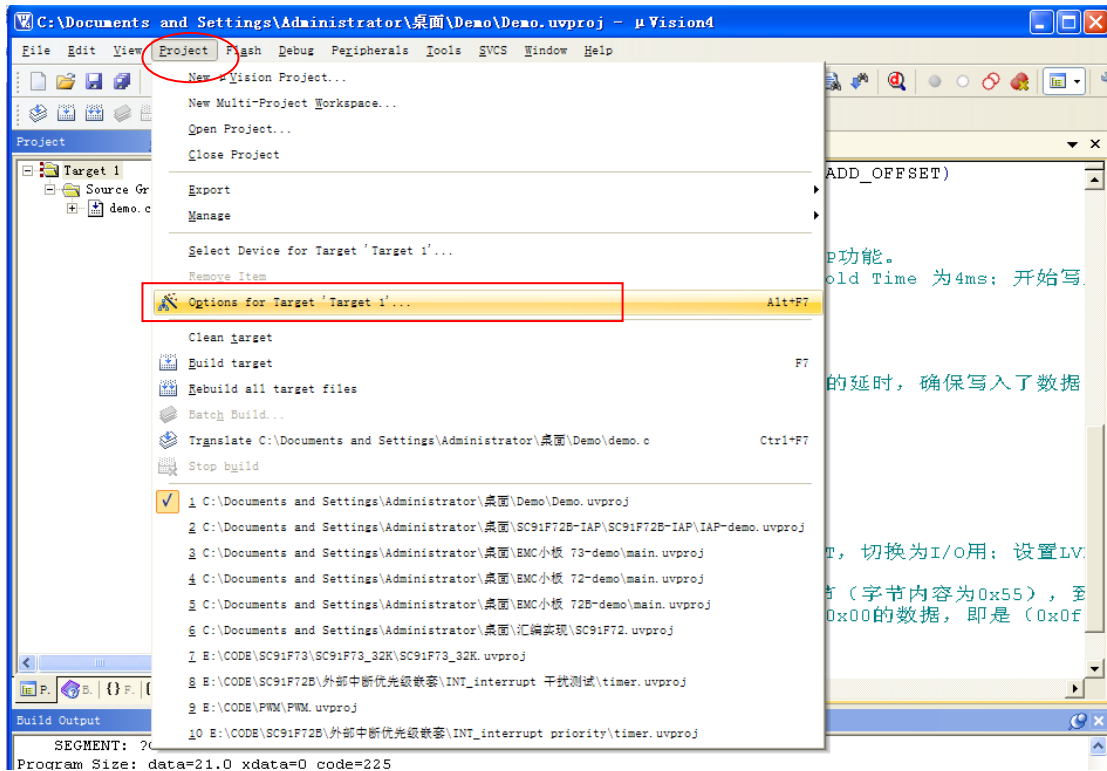 C:\Documents and Settings\Administrator\桌面\Demo\Demo.uvproj - µVision4
File Edit View Project Flash Debug Peripherals Tools SVCS Window Help
New µVision Project...
New Multi-Project Workspace...
Open Project...
Project
Close Project
Target 1
ADD_OFFSET)
Source Gr
Export
demo.c
Manage
Select Device for Target 'Target 1'...
P功能。
Remove Item
old Time 为4ms; 开始写
Options for Target 'Target 1'... Alt+F7
Clean target
Build target F7
Rebuild all target files
的延时，确保写入了数据
Batch Build...
Translate C:\Documents and Settings\Administrator\桌面\Demo\demo.c Ctrl+F7
Stop build
1 C:\Documents and Settings\Administrator\桌面\Demo\Demo.uvproj
2 C:\Documents and Settings\Administrator\桌面\SC91F72B-IAP\SC91F72B-IAP\IAP-demo.uvproj
3 C:\Documents and Settings\Administrator\桌面\EMC小板 73-demo\main.uvproj
T，切换为I/O用; 设置LV
4 C:\Documents and Settings\Administrator\桌面\EMC小板 72-demo\main.uvproj
节（字节内容为0x55），至
5 C:\Documents and Settings\Administrator\桌面\EMC小板 72B-demo\main.uvproj
0x00的数据，即是（0x0f
6 C:\Documents and Settings\Administrator\桌面\汇编实现\SC91F72.uvproj
7 E:\CODE\SC91F73\SC91F73_32K\SC91F73_32K.uvproj
8 E:\CODE\SC91F72B\外部中断优先级嵌套\INT_interrupt 干扰测试\timer.uvproj
P. B. {} F.
9 E:\CODE\PWM\PWM.uvproj
Build Output
10 E:\CODE\SC91F72B\外部中断优先级嵌套\INT_interrupt priority\timer.uvproj
SEGMENT: ?C
Program Size: data=21.0 xdata=0 code=225